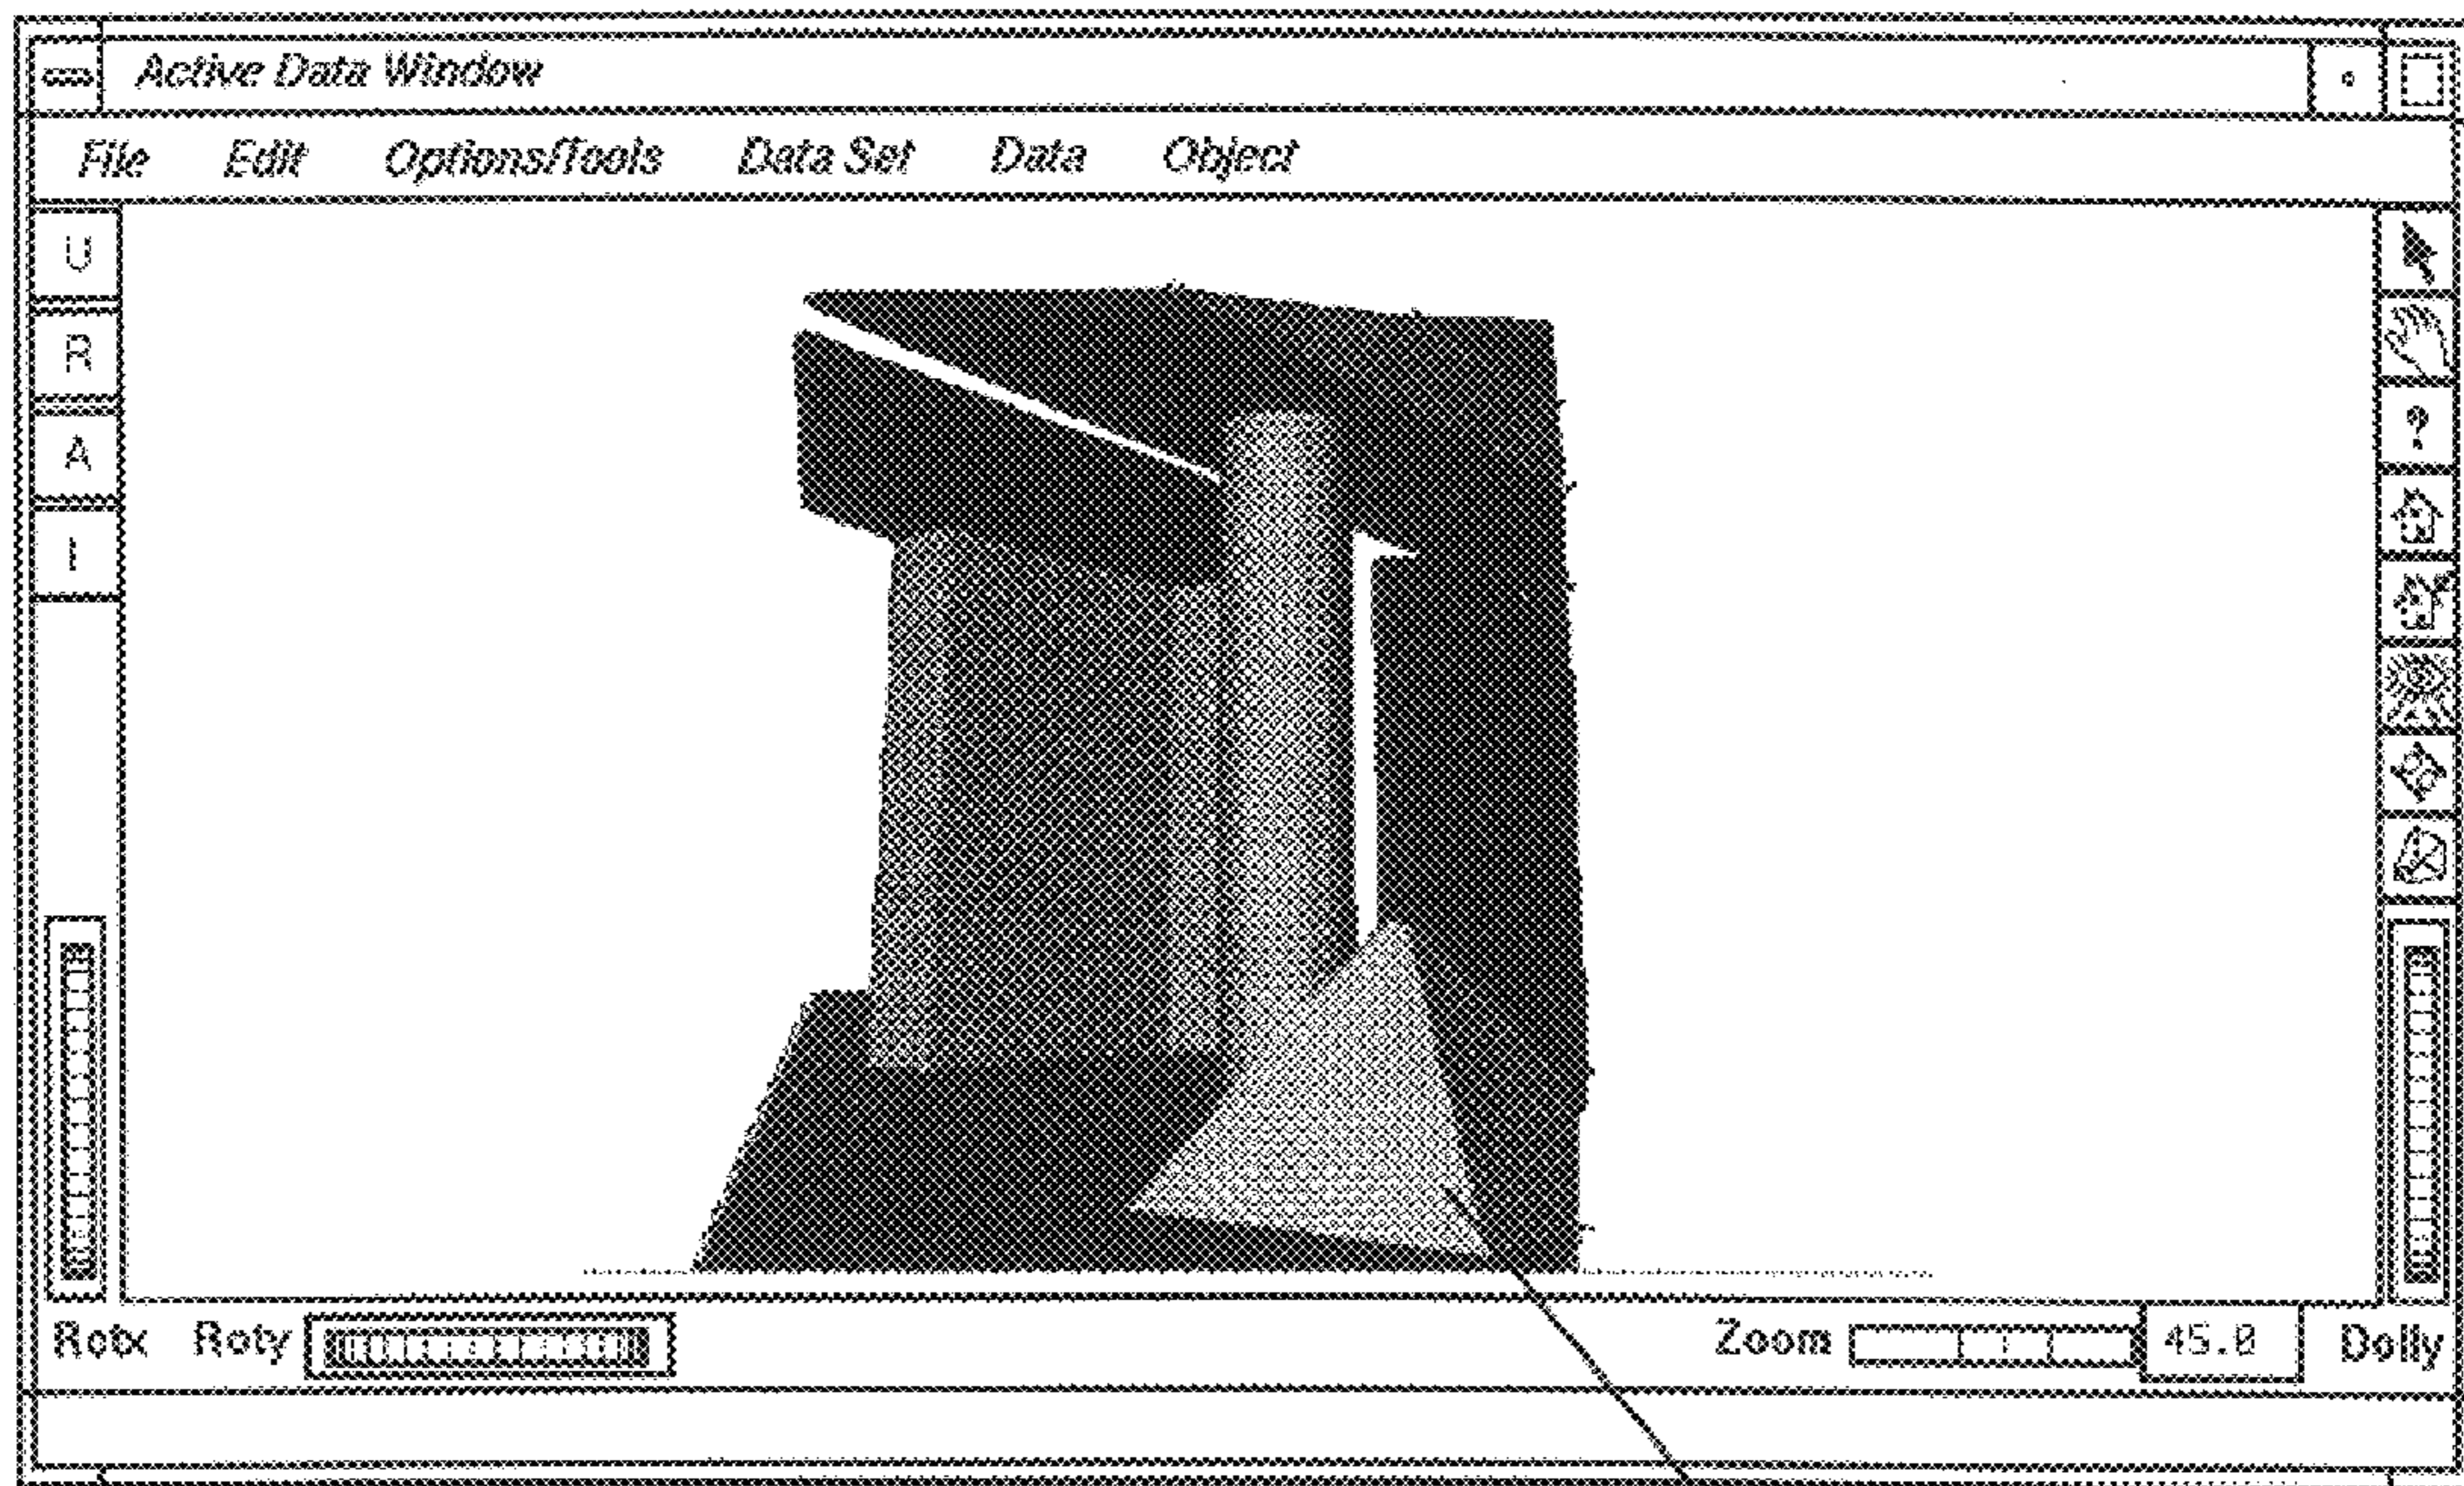 Active Data Window
File Edit Options/Tools Data Set Data Object
U
R
A
I
?
Rotx Roty Zoom 45.0 Dolly